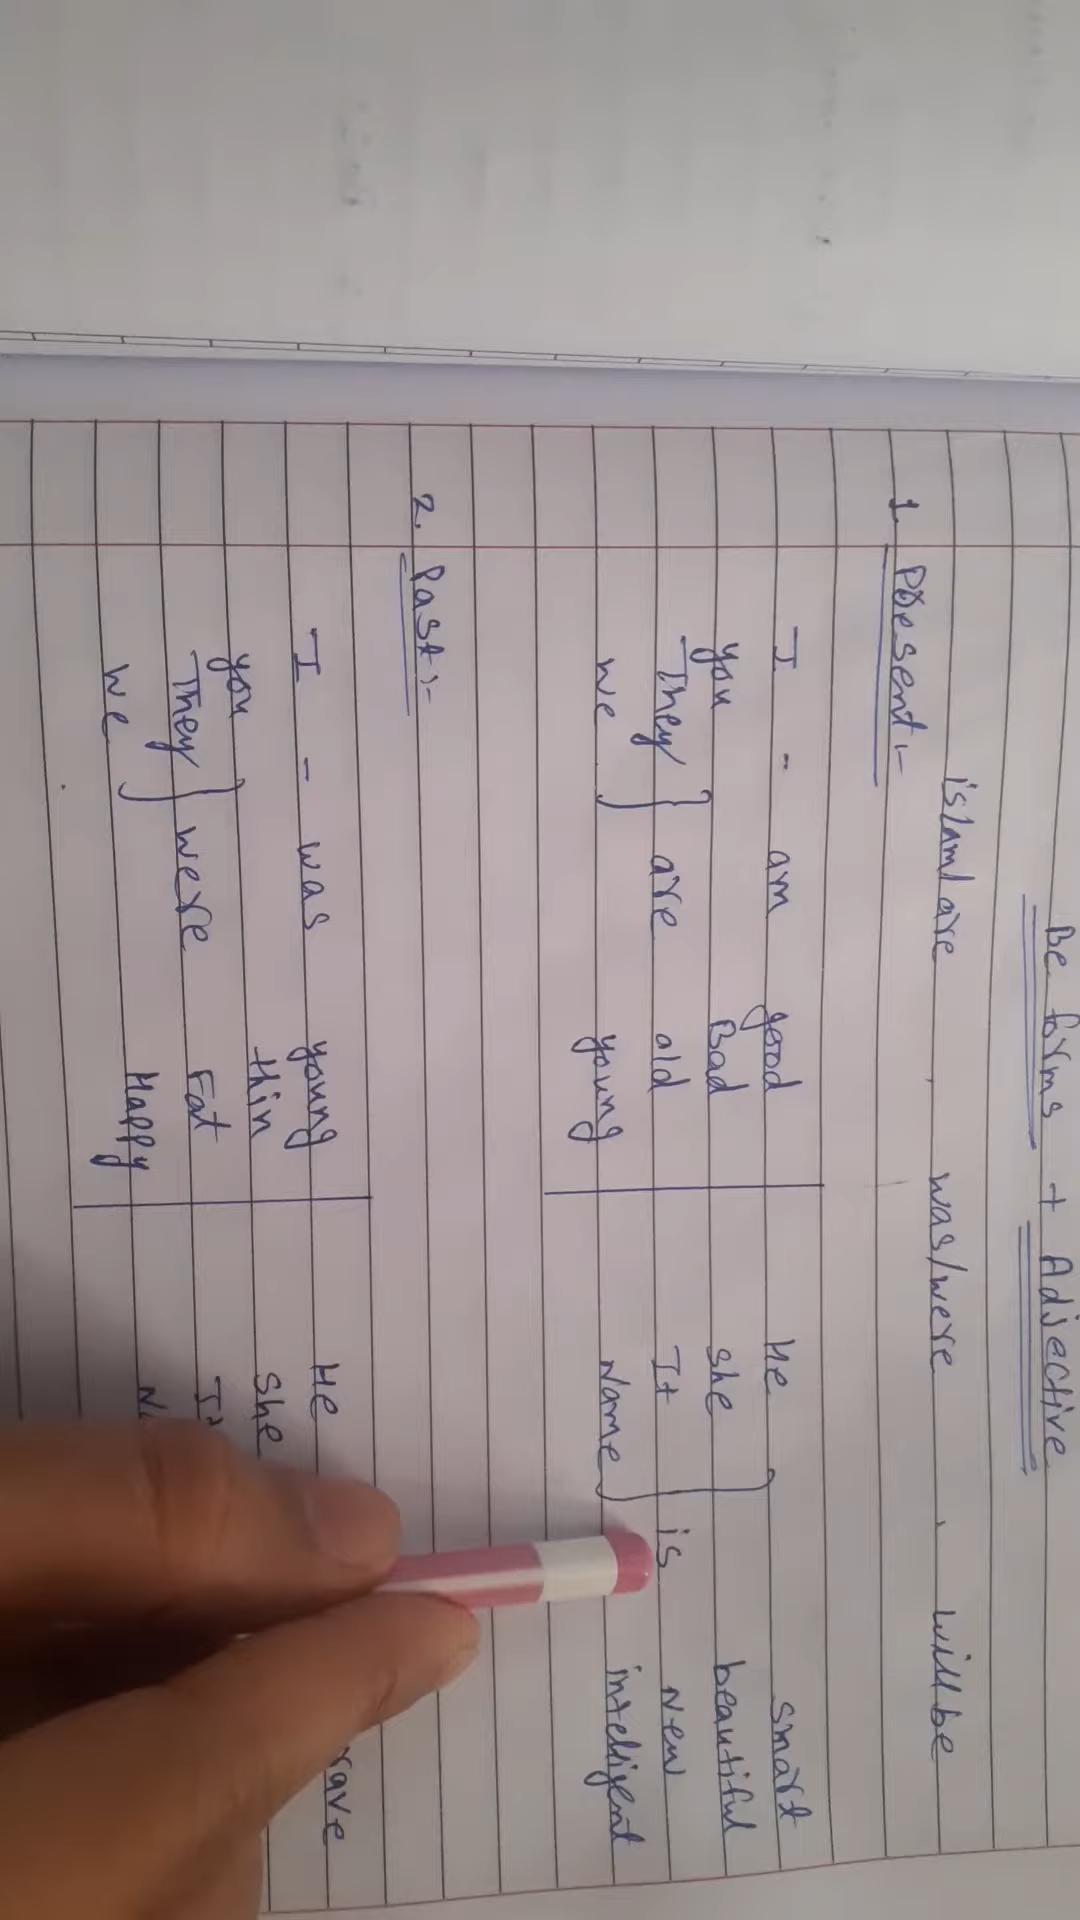 Be forms + Adjective
is/am/are , was/were , will be
1. Present:-
I - am good He smart
you Bad She beautiful
They } are old It } is New
we young Name intelligent
2. Past:-
I - was young He
you thin She
They } were Fat
we Happy